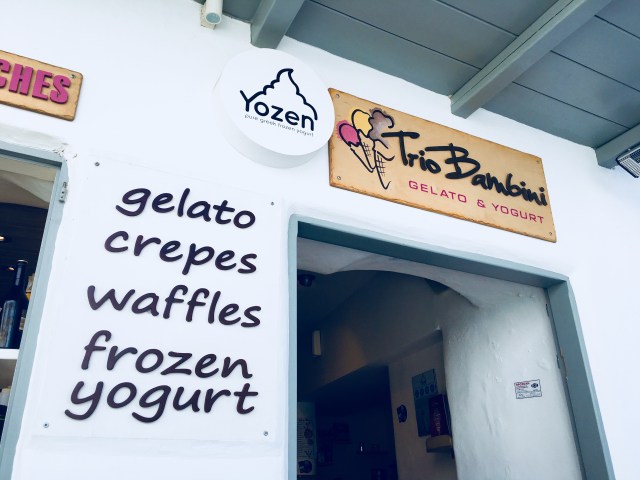 CHES
Yozen
pure greek frozen yogurt
Trio Bambini
GELATO & YOGURT
gelato
crepes
waffles
frozen
yogurt